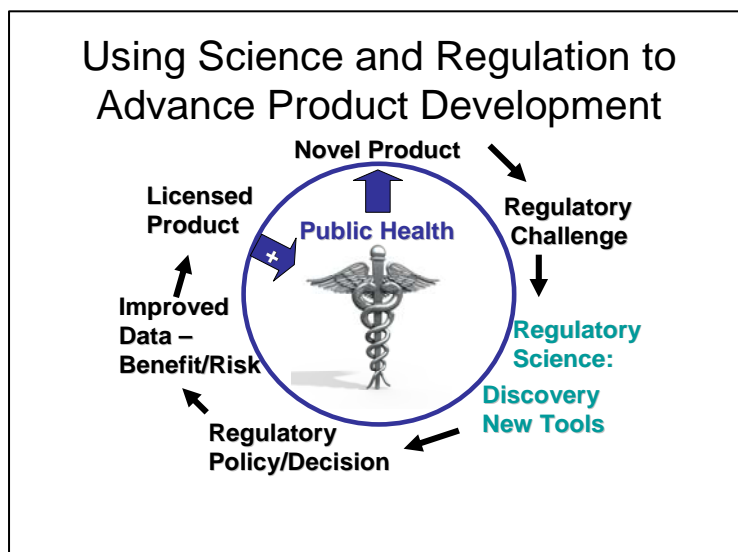 Using Science and Regulation to
Advance Product Development
Novel Product
Licensed
Product
Public Health
+
Regulatory
Challenge
Improved
Data –
Benefit/Risk
Regulatory
Science:
Discovery
New Tools
Regulatory
Policy/Decision